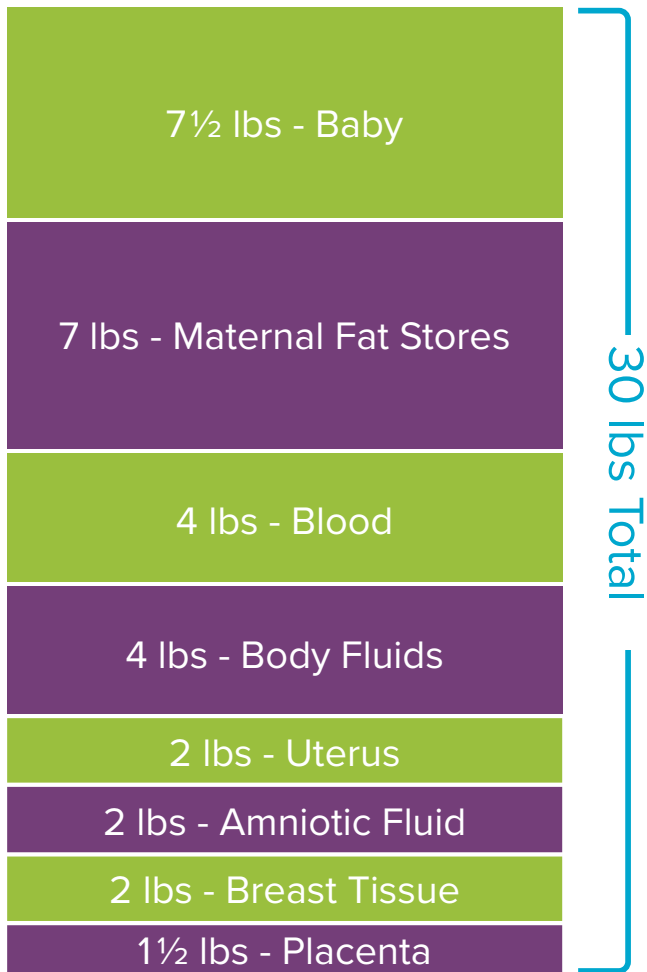 7½ lbs - Baby
7 lbs - Maternal Fat Stores
4 lbs - Blood
4 lbs - Body Fluids
2 lbs - Uterus
2 lbs - Amniotic Fluid
2 lbs - Breast Tissue
1½ lbs - Placenta
30 lbs Total